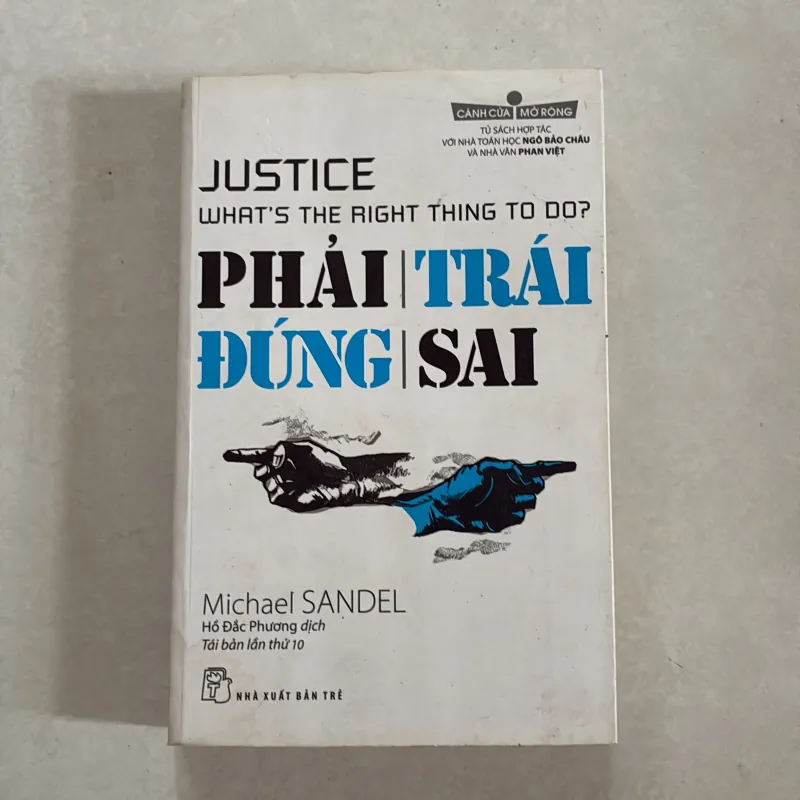 CÁNH CỬA MỞ RỘNG
TỦ SÁCH HỢP TÁC
VỚI NHÀ TOÁN HỌC NGÔ BẢO CHÂU
VÀ NHÀ VĂN PHAN VIỆT
JUSTICE
WHAT'S THE RIGHT THING TO DO?
PHẢI | TRÁI
ĐÚNG | SAI
Michael SANDEL
Hồ Đắc Phương dịch
Tái bản lần thứ 10
T
NHÀ XUẤT BẢN TRẺ